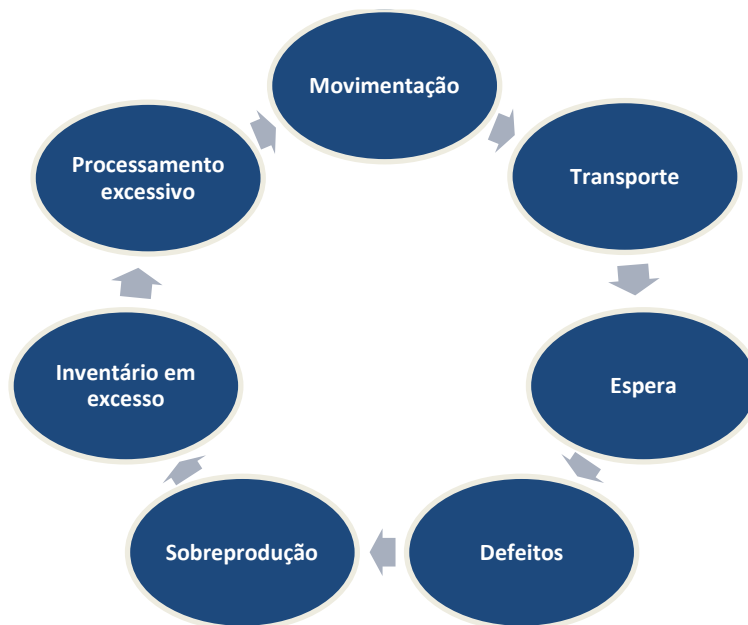 Movimentação
Transporte
Espera
Defeitos
Sobreprodução
Inventário em
excesso
Processamento
excessivo